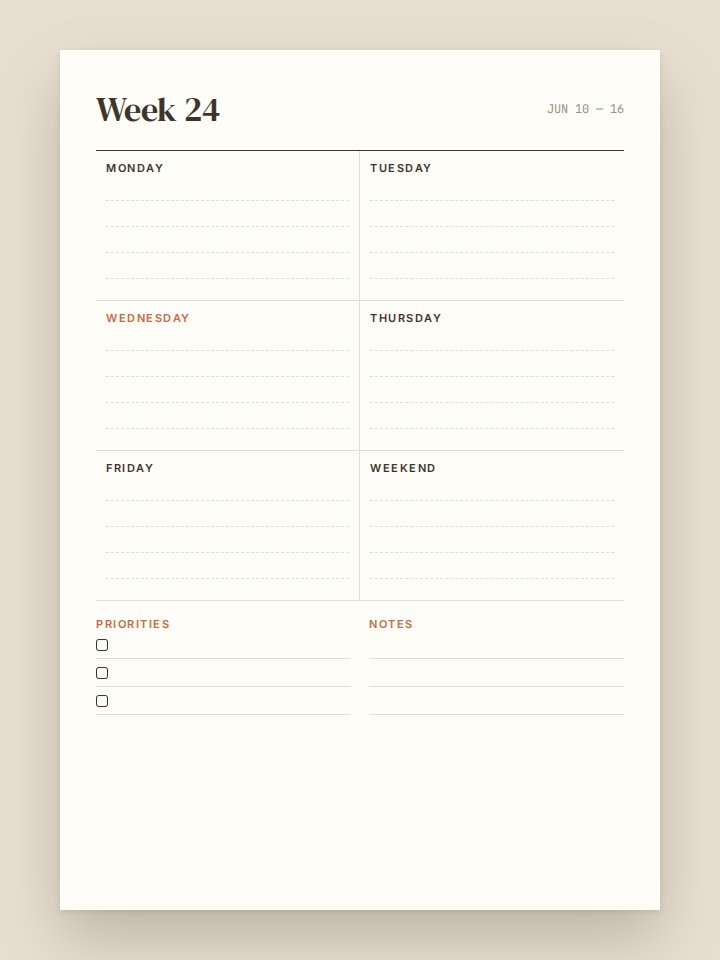 Week 24
JUN 10 — 16
MONDAY
TUESDAY
WEDNESDAY
THURSDAY
FRIDAY
WEEKEND
PRIORITIES
NOTES